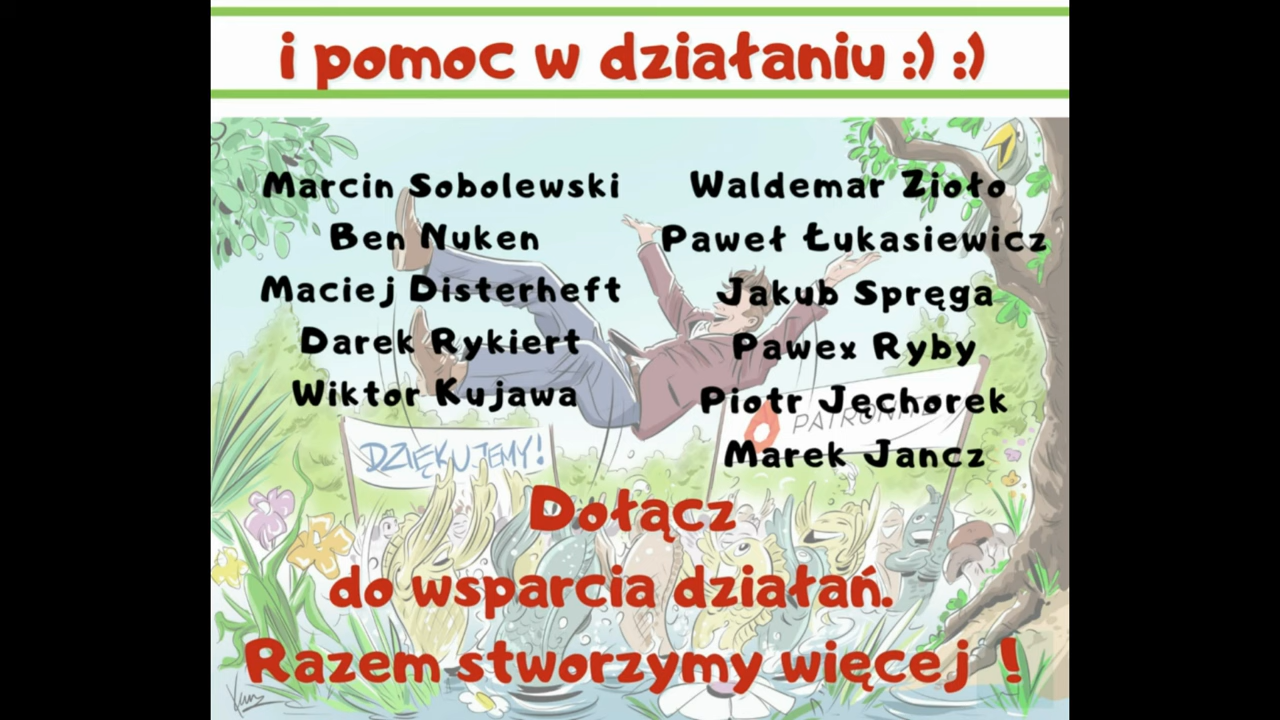 i pomoc w działaniu :) :)
Marcin Sobolewski
Ben Nuken
Maciej Disterheft
Darek Rykiert
Wiktor Kujawa
Waldemar Zioło
Paweł Łukasiewicz
Jakub Spręga
Pawex Ryby
Piotr Jęchorek
Marek Jancz
DZIĘKUJEMY!
Dołącz
do wsparcia działań.
Razem stworzymy więcej !